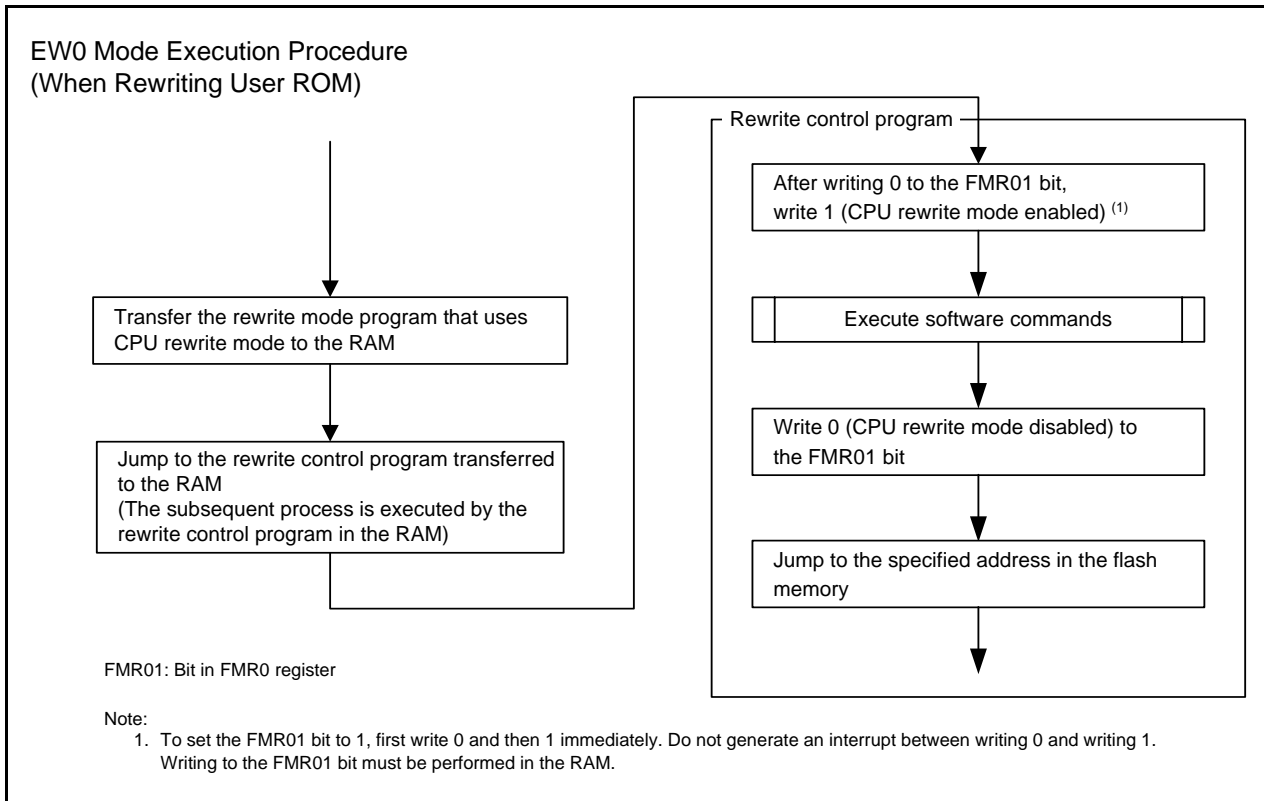 EW0 Mode Execution Procedure
(When Rewriting User ROM)
Transfer the rewrite mode program that uses
CPU rewrite mode to the RAM
Jump to the rewrite control program transferred
to the RAM
(The subsequent process is executed by the
rewrite control program in the RAM)
Rewrite control program
After writing 0 to the FMR01 bit,
write 1 (CPU rewrite mode enabled) (1)
Execute software commands
Write 0 (CPU rewrite mode disabled) to
the FMR01 bit
Jump to the specified address in the flash
memory
FMR01: Bit in FMR0 register
Note:
1. To set the FMR01 bit to 1, first write 0 and then 1 immediately. Do not generate an interrupt between writing 0 and writing 1.
Writing to the FMR01 bit must be performed in the RAM.